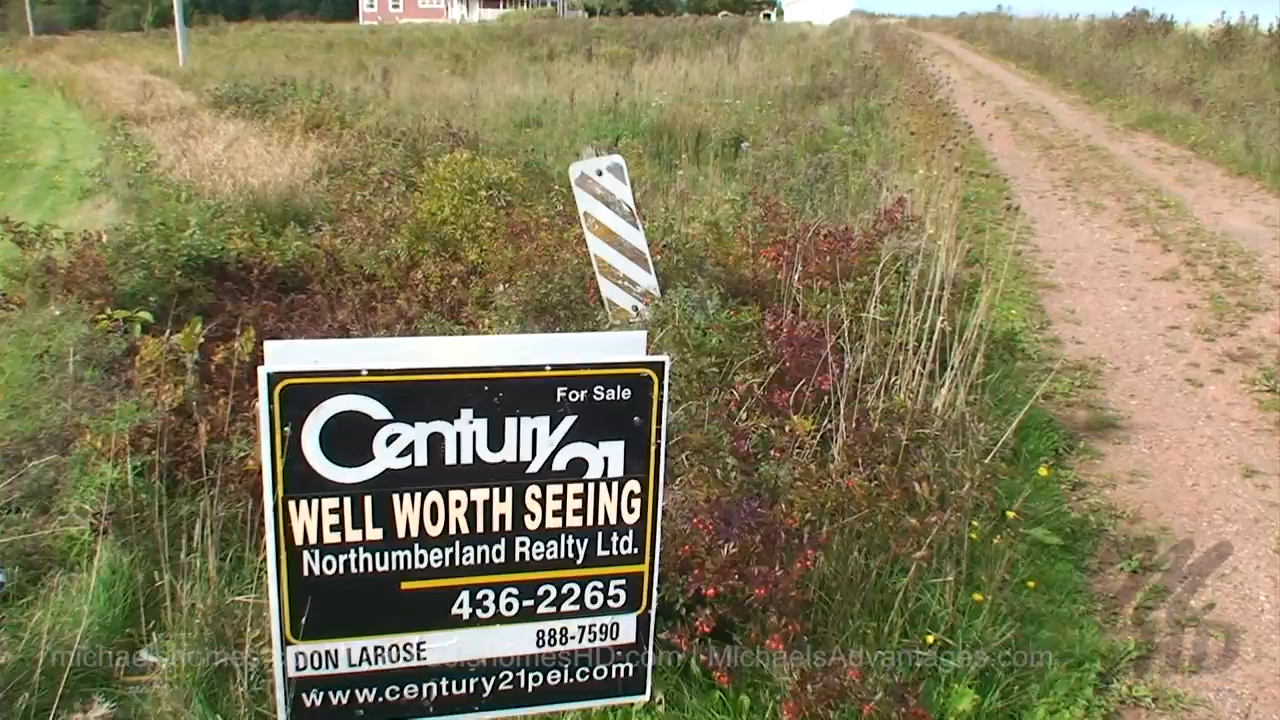 For Sale
Century 21
WELL WORTH SEEING
Northumberland Realty Ltd.
436-2265
888-7590
DON LAROSE
www.century21pei.com
MichaelsAdvantages.com